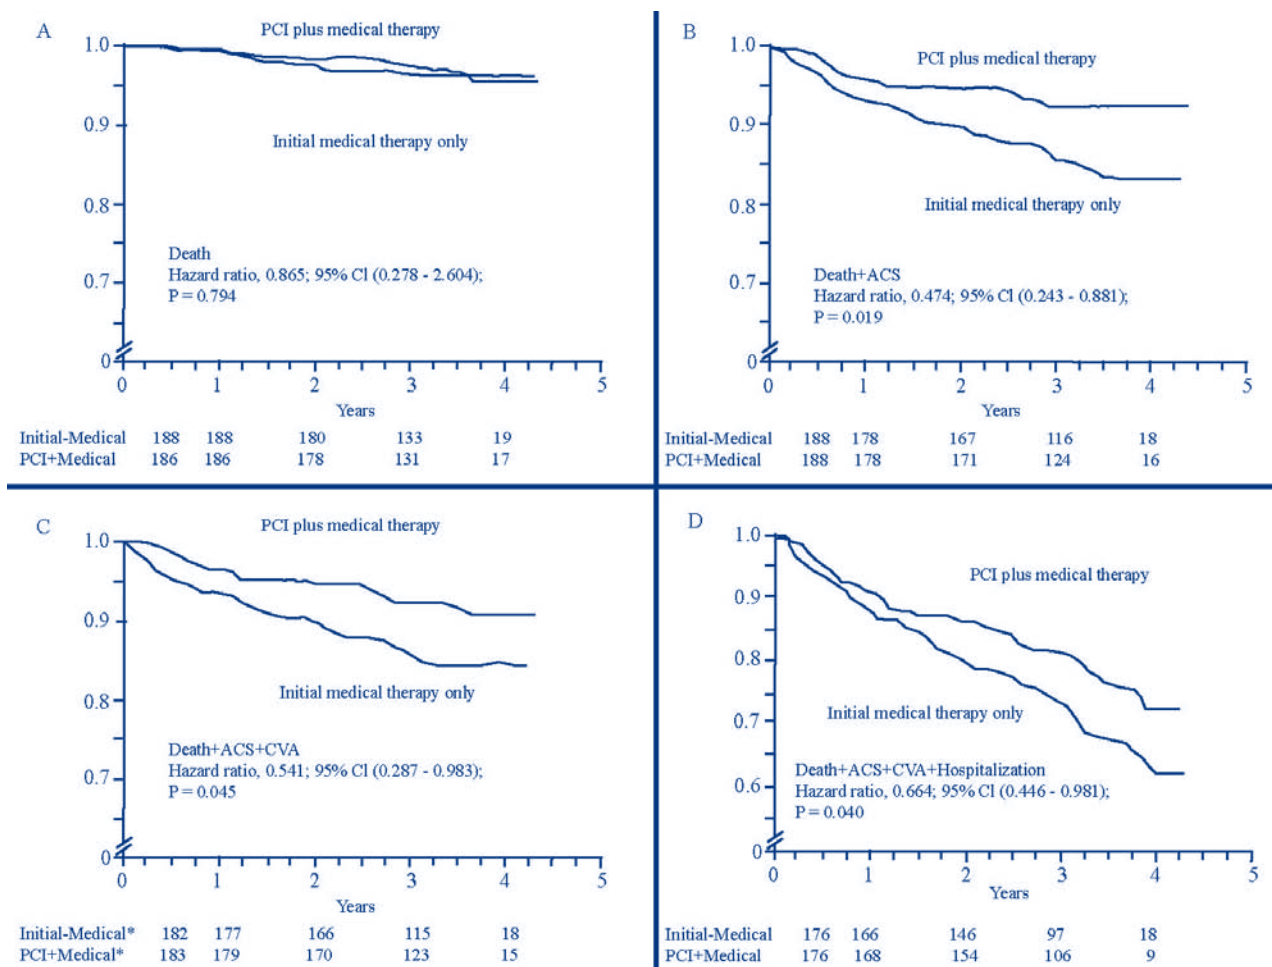 A
PCI plus medical therapy
1.0
0.9
Initial medical therapy only
0.8
Death
Hazard ratio, 0.865; 95% Cl (0.278 - 2.604);
P = 0.794
0.7
0
0 1 2 3 4 5
Years
Initial-Medical 188 188 180 133 19
PCI+Medical 186 186 178 131 17
B
1.0
PCI plus medical therapy
0.9
Initial medical therapy only
0.8
Death+ACS
Hazard ratio, 0.474; 95% Cl (0.243 - 0.881);
P = 0.019
0.7
0
0 1 2 3 4 5
Years
Initial-Medical 188 178 167 116 18
PCI+Medical 188 178 171 124 16
C
PCI plus medical therapy
1.0
0.9
Initial medical therapy only
0.8
Death+ACS+CVA
Hazard ratio, 0.541; 95% Cl (0.287 - 0.983);
P = 0.045
0.7
0
0 1 2 3 4 5
Years
Initial-Medical* 182 177 166 115 18
PCI+Medical* 183 179 170 123 15
D
1.0
PCI plus medical therapy
0.9
0.8
Initial medical therapy only
0.7
Death+ACS+CVA+Hospitalization
Hazard ratio, 0.664; 95% Cl (0.446 - 0.981);
P = 0.040
0.6
0
0 1 2 3 4 5
Years
Initial-Medical 176 166 146 97 18
PCI+Medical 176 168 154 106 9